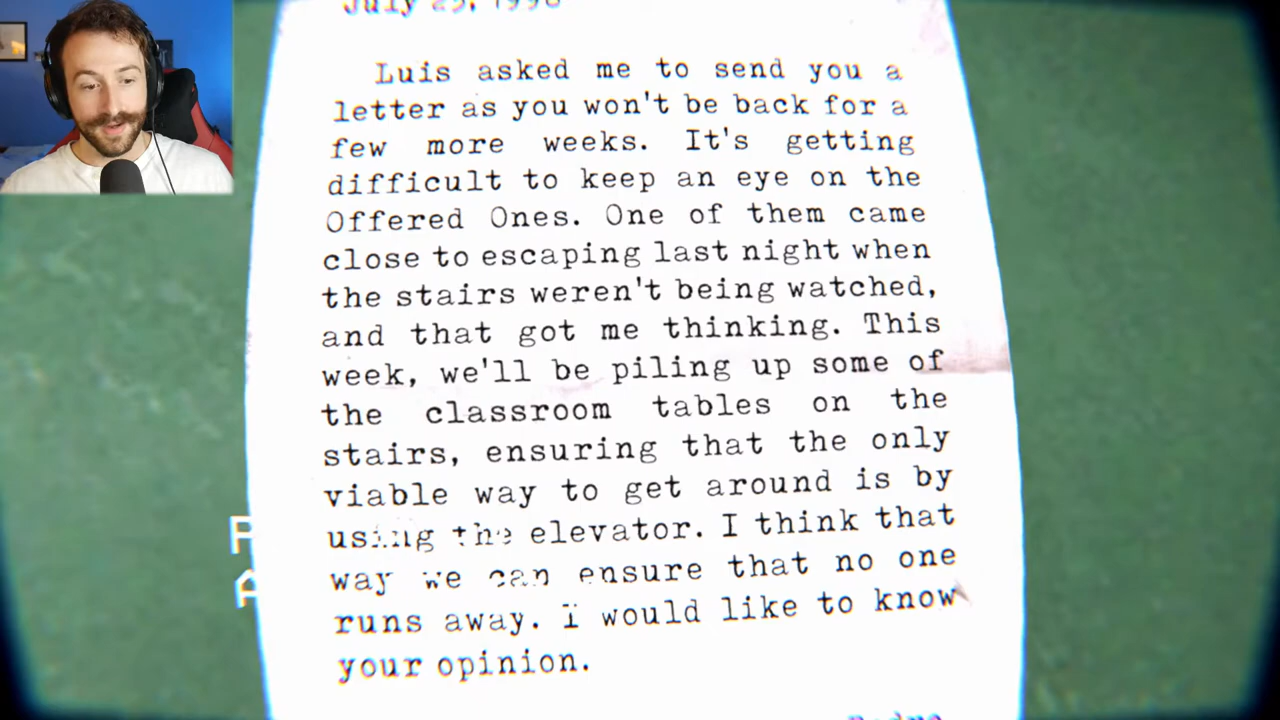 Luis asked me to send you a
letter as you won't be back for a
few more weeks. It's getting
difficult to keep an eye on the
Offered Ones. One of them came
close to escaping last night when
the stairs weren't being watched,
and that got me thinking. This
week, we'll be piling up some of
the classroom tables on the
stairs, ensuring that the only
viable way to get around is by
using the elevator. I think that
way we can ensure that no one
runs away. I would like to know
your opinion.